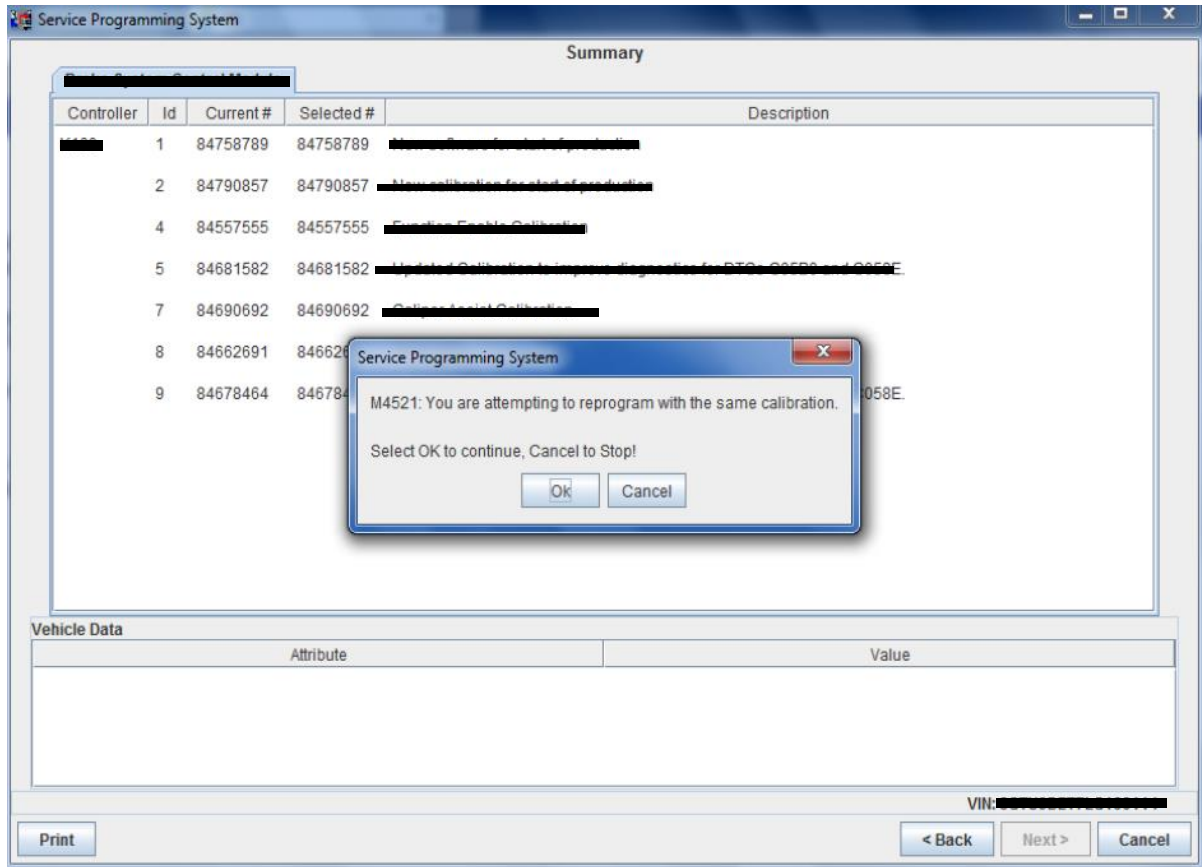 Service Programming System
Summary
Controller Id Current # Selected # Description
1 84758789 84758789
2 84790857 84790857
4 84557555 84557555
5 84681582 84681582
7 84690692 84690692
8 84662691
9 84678464 058E.
Service Programming System
M4521: You are attempting to reprogram with the same calibration.
Select OK to continue, Cancel to Stop!
Ok Cancel
Vehicle Data
Attribute Value
VIN:
Print < Back Next > Cancel